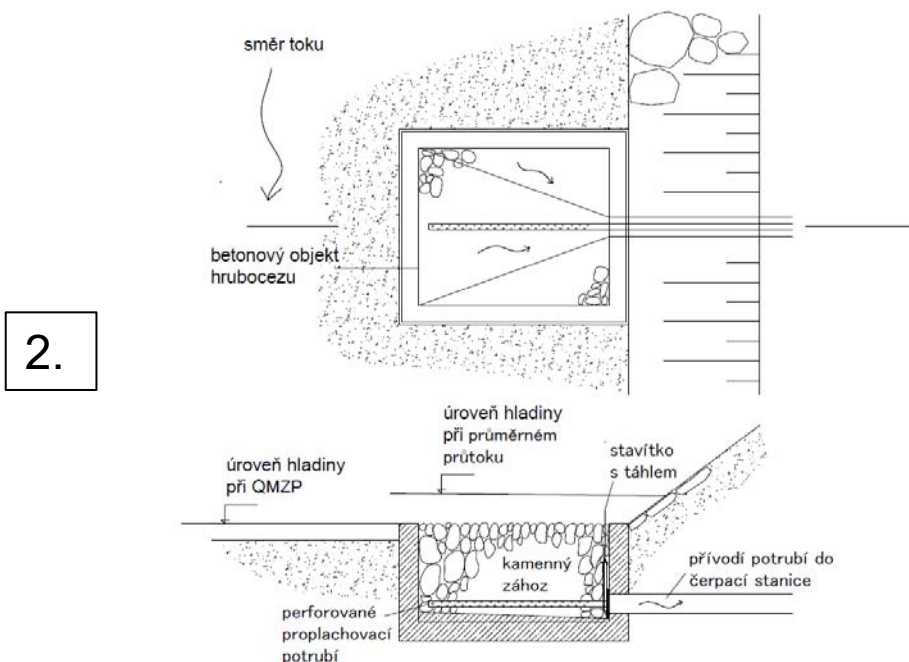 směr toku
betonový objekt
hrubocezu
2.
úroveň hladiny
při průměrném
průtoku
stavítko
s táhlem
úroveň hladiny
při QMZP
kamenný
zához
přívodí potrubí do
čerpací stanice
perforované
proplachovací
potrubí